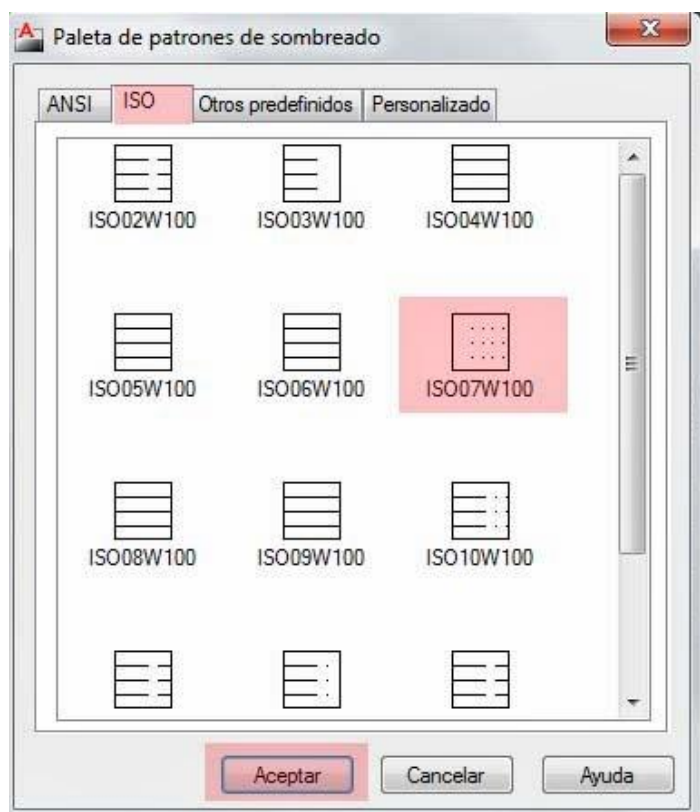 Paleta de patrones de sombreado
ANSI ISO Otros predefinidos Personalizado
ISO02W100 ISO03W100 ISO04W100
ISO05W100 ISO06W100 ISO07W100
ISO08W100 ISO09W100 ISO10W100
Aceptar Cancelar Ayuda